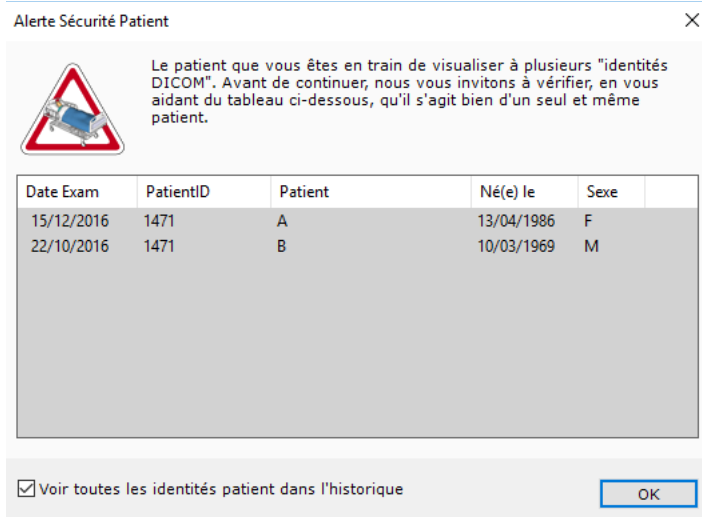 Alerte Sécurité Patient
Le patient que vous êtes en train de visualiser à plusieurs "identités
DICOM". Avant de continuer, nous vous invitons à vérifier, en vous
aidant du tableau ci-dessous, qu'il s'agit bien d'un seul et même
patient.
Date Exam PatientID Patient Né(e) le Sexe
15/12/2016 1471 A 13/04/1986 F
22/10/2016 1471 B 10/03/1969 M
Voir toutes les identités patient dans l'historique
OK